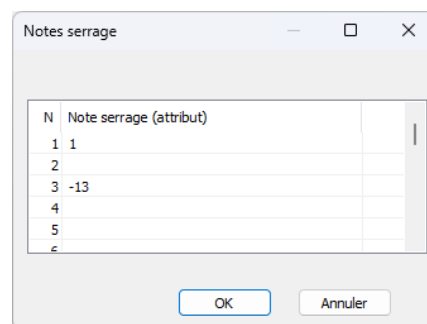 Notes serrage
N Note serrage (attribut)
1 1
2
3 -13
4
5
OK Annuler